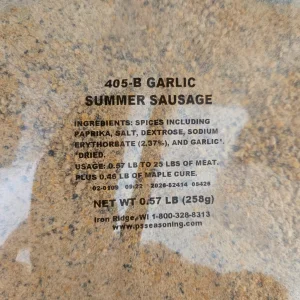 405-B GARLIC
SUMMER SAUSAGE
INGREDIENTS: SPICES INCLUDING
PAPRIKA, SALT, DEXTROSE, SODIUM
ERYTHORBATE (2.37%), AND GARLIC*.
*DRIED.
USAGE: 0.57 LB TO 25 LBS OF MEAT.
PLUS 0.46 LB OF MAPLE CURE.
NET WT 0.57 LB (258g)
Iron Ridge, WI 1-800-328-8313
www.psseasoning.com